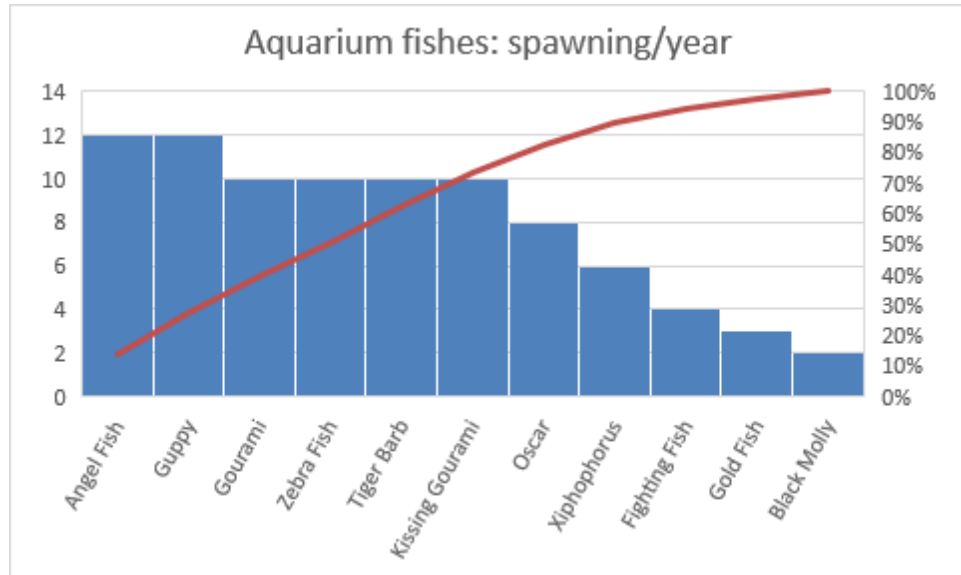 Aquarium fishes: spawning/year
14
12
10
8
6
4
2
0
100%
90%
80%
70%
60%
50%
40%
30%
20%
10%
0%
Angel Fish
Guppy
Gourami
Zebra Fish
Tiger Barb
Kissing Gourami
Oscar
Xiphophorus
Fighting Fish
Gold Fish
Black Molly